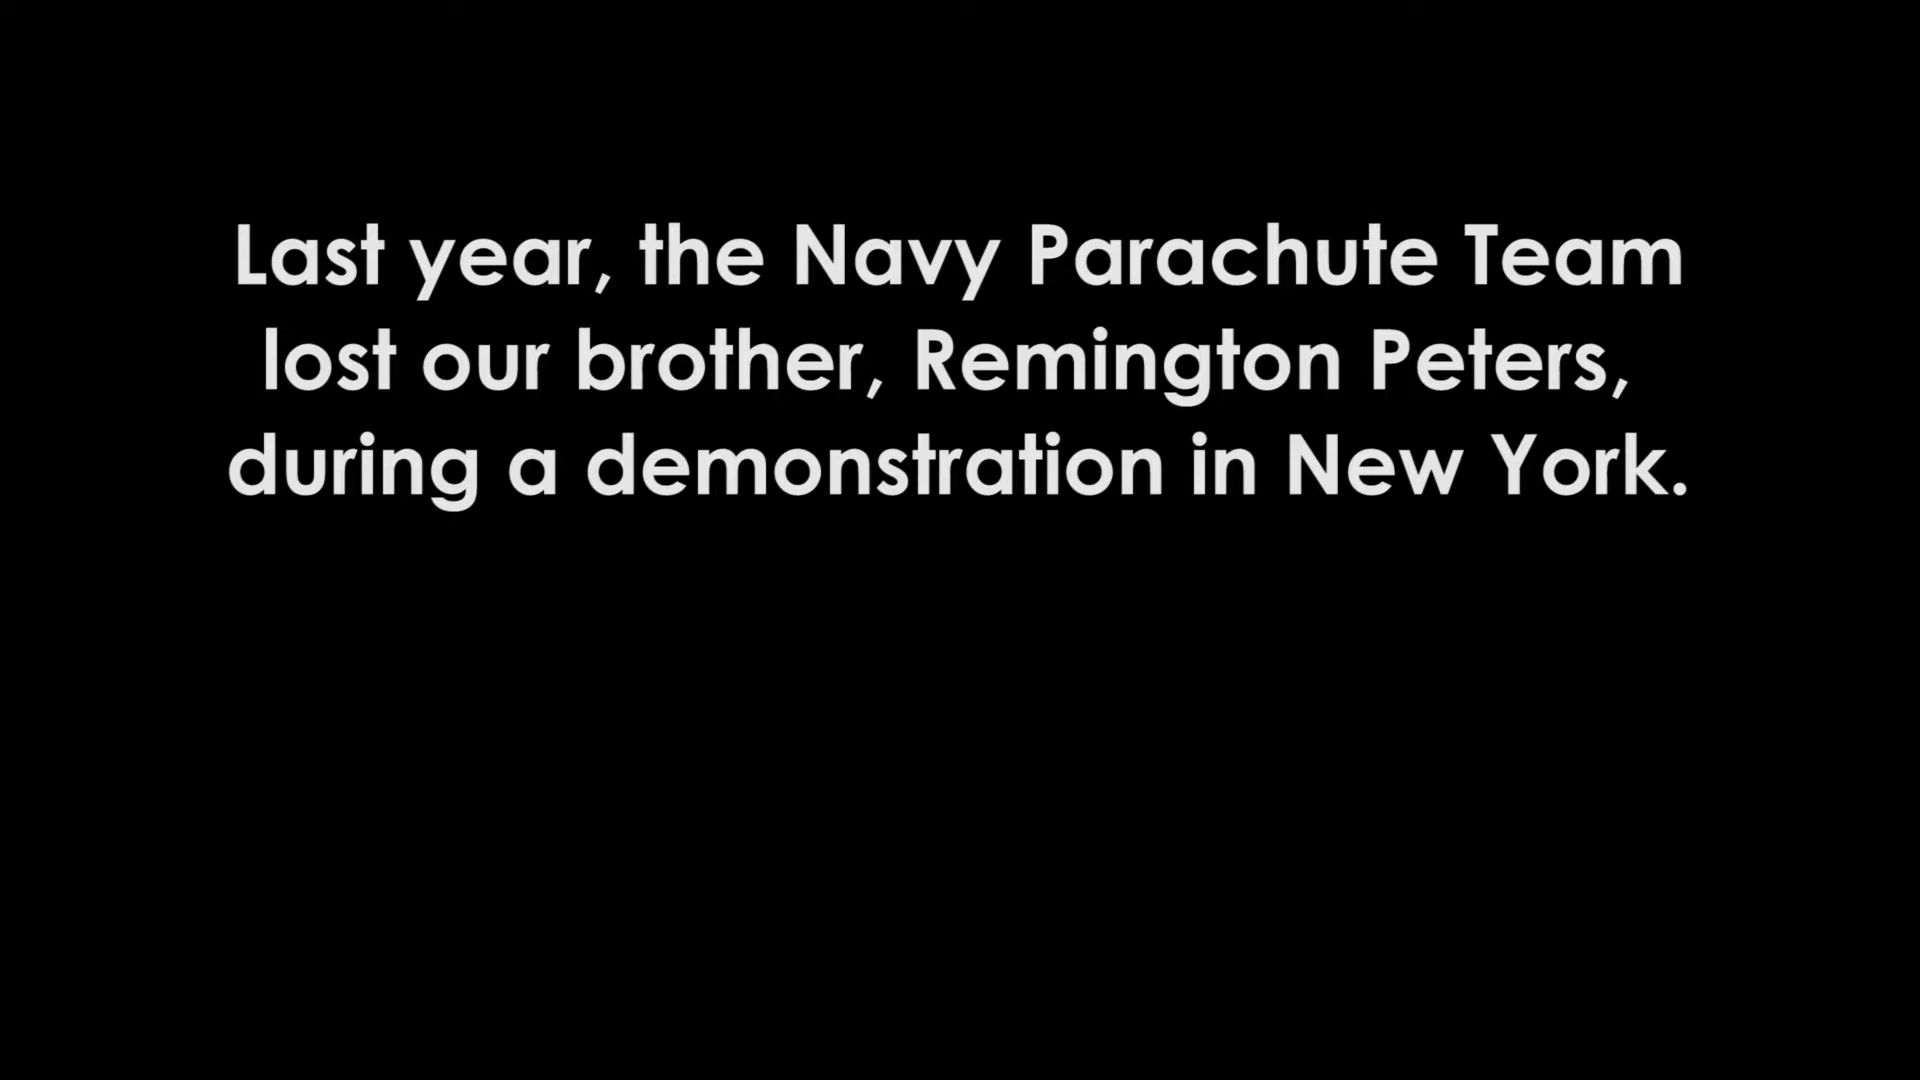 Last year, the Navy Parachute Team
lost our brother, Remington Peters,
during a demonstration in New York.